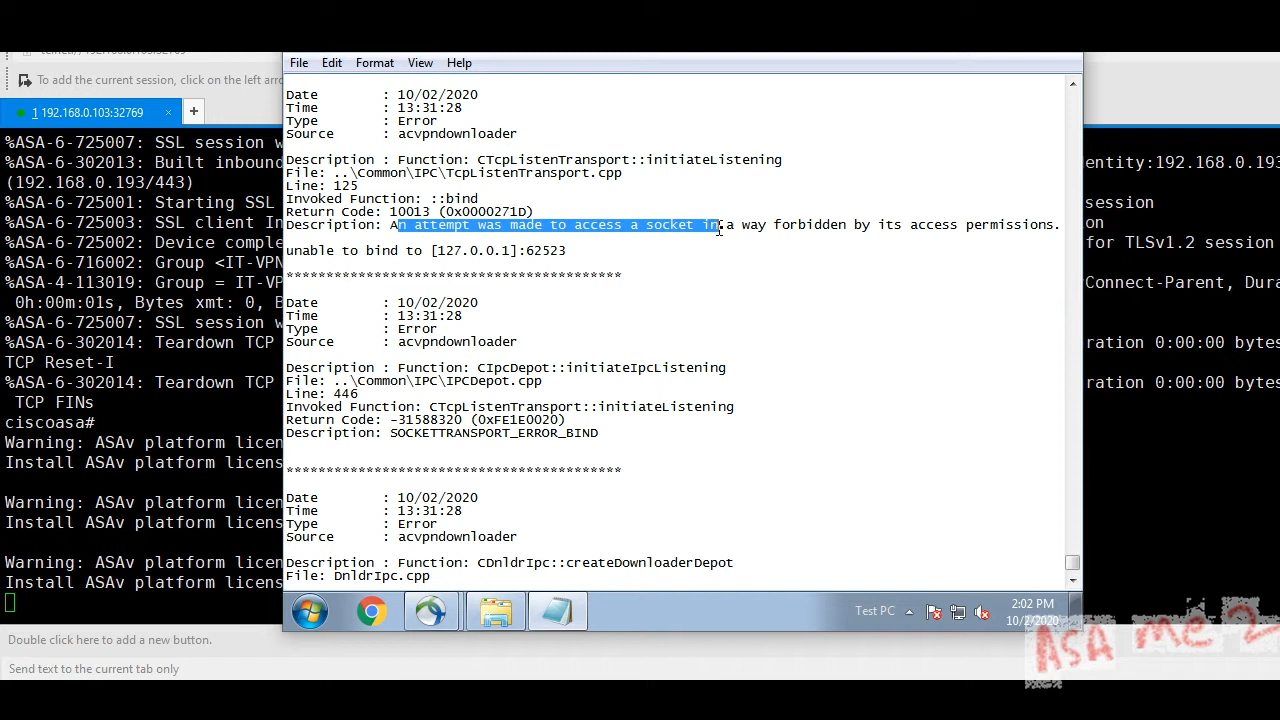 To add the current session, click on the left arr
1 192.168.0.103:32769
+
%ASA-6-725007: SSL session w
%ASA-6-302013: Built inbound
(192.168.0.193/443)
%ASA-6-725001: Starting SSL
%ASA-6-725003: SSL client In
%ASA-6-725002: Device comple
%ASA-6-716002: Group <IT-VPN
%ASA-4-113019: Group = IT-VP
0h:00m:01s, Bytes xmt: 0, B
%ASA-6-725007: SSL session w
%ASA-6-302014: Teardown TCP
TCP Reset-I
%ASA-6-302014: Teardown TCP
TCP FINs
ciscoasa#
Warning: ASAv platform licen
Install ASAv platform licens
Warning: ASAv platform licen
Install ASAv platform licens
Warning: ASAv platform licen
Install ASAv platform licens
File Edit Format View Help
Date : 10/02/2020
Time : 13:31:28
Type : Error
Source : acvpndownloader
Description : Function: CTcpListenTransport::initiateListening
File: ..\Common\IPC\TcpListenTransport.cpp
Line: 125
Invoked Function: ::bind
Return Code: 10013 (0x0000271D)
Description: An attempt was made to access a socket in a way forbidden by its access permissions.
unable to bind to [127.0.0.1]:62523
******************************************
Date : 10/02/2020
Time : 13:31:28
Type : Error
Source : acvpndownloader
Description : Function: CIpcDepot::initiateIpcListening
File: ..\Common\IPC\IPCDepot.cpp
Line: 446
Invoked Function: CTcpListenTransport::initiateListening
Return Code: -31588320 (0xFE1E0020)
Description: SOCKETTRANSPORT_ERROR_BIND
******************************************
Date : 10/02/2020
Time : 13:31:28
Type : Error
Source : acvpndownloader
Description : Function: CDnldrIpc::createDownloaderDepot
File: DnldrIpc.cpp
entity:192.168.0.193
session
on
for TLSv1.2 session
Connect-Parent, Dura
ration 0:00:00 bytes
ration 0:00:00 bytes
Test PC
2:02 PM
10/2/2020
Double click here to add a new button.
Send text to the current tab only
ASA me 2